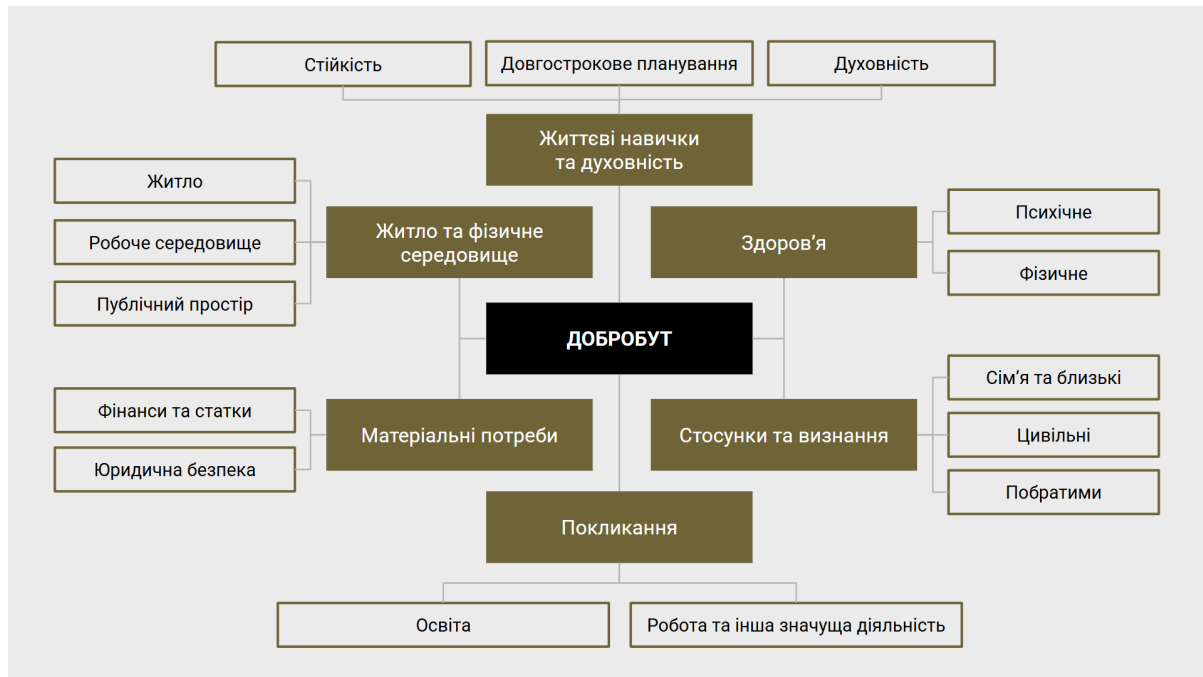 Стійкість
Довгострокове планування
Духовність
Життєві навички
та духовність
Житло
Робоче середовище
Публічний простір
Житло та фізичне
середовище
Здоров’я
Психічне
Фізичне
ДОБРОБУТ
Фінанси та статки
Юридична безпека
Матеріальні потреби
Стосунки та визнання
Сім’я та близькі
Цивільні
Побратими
Покликання
Освіта
Робота та інша значуща діяльність